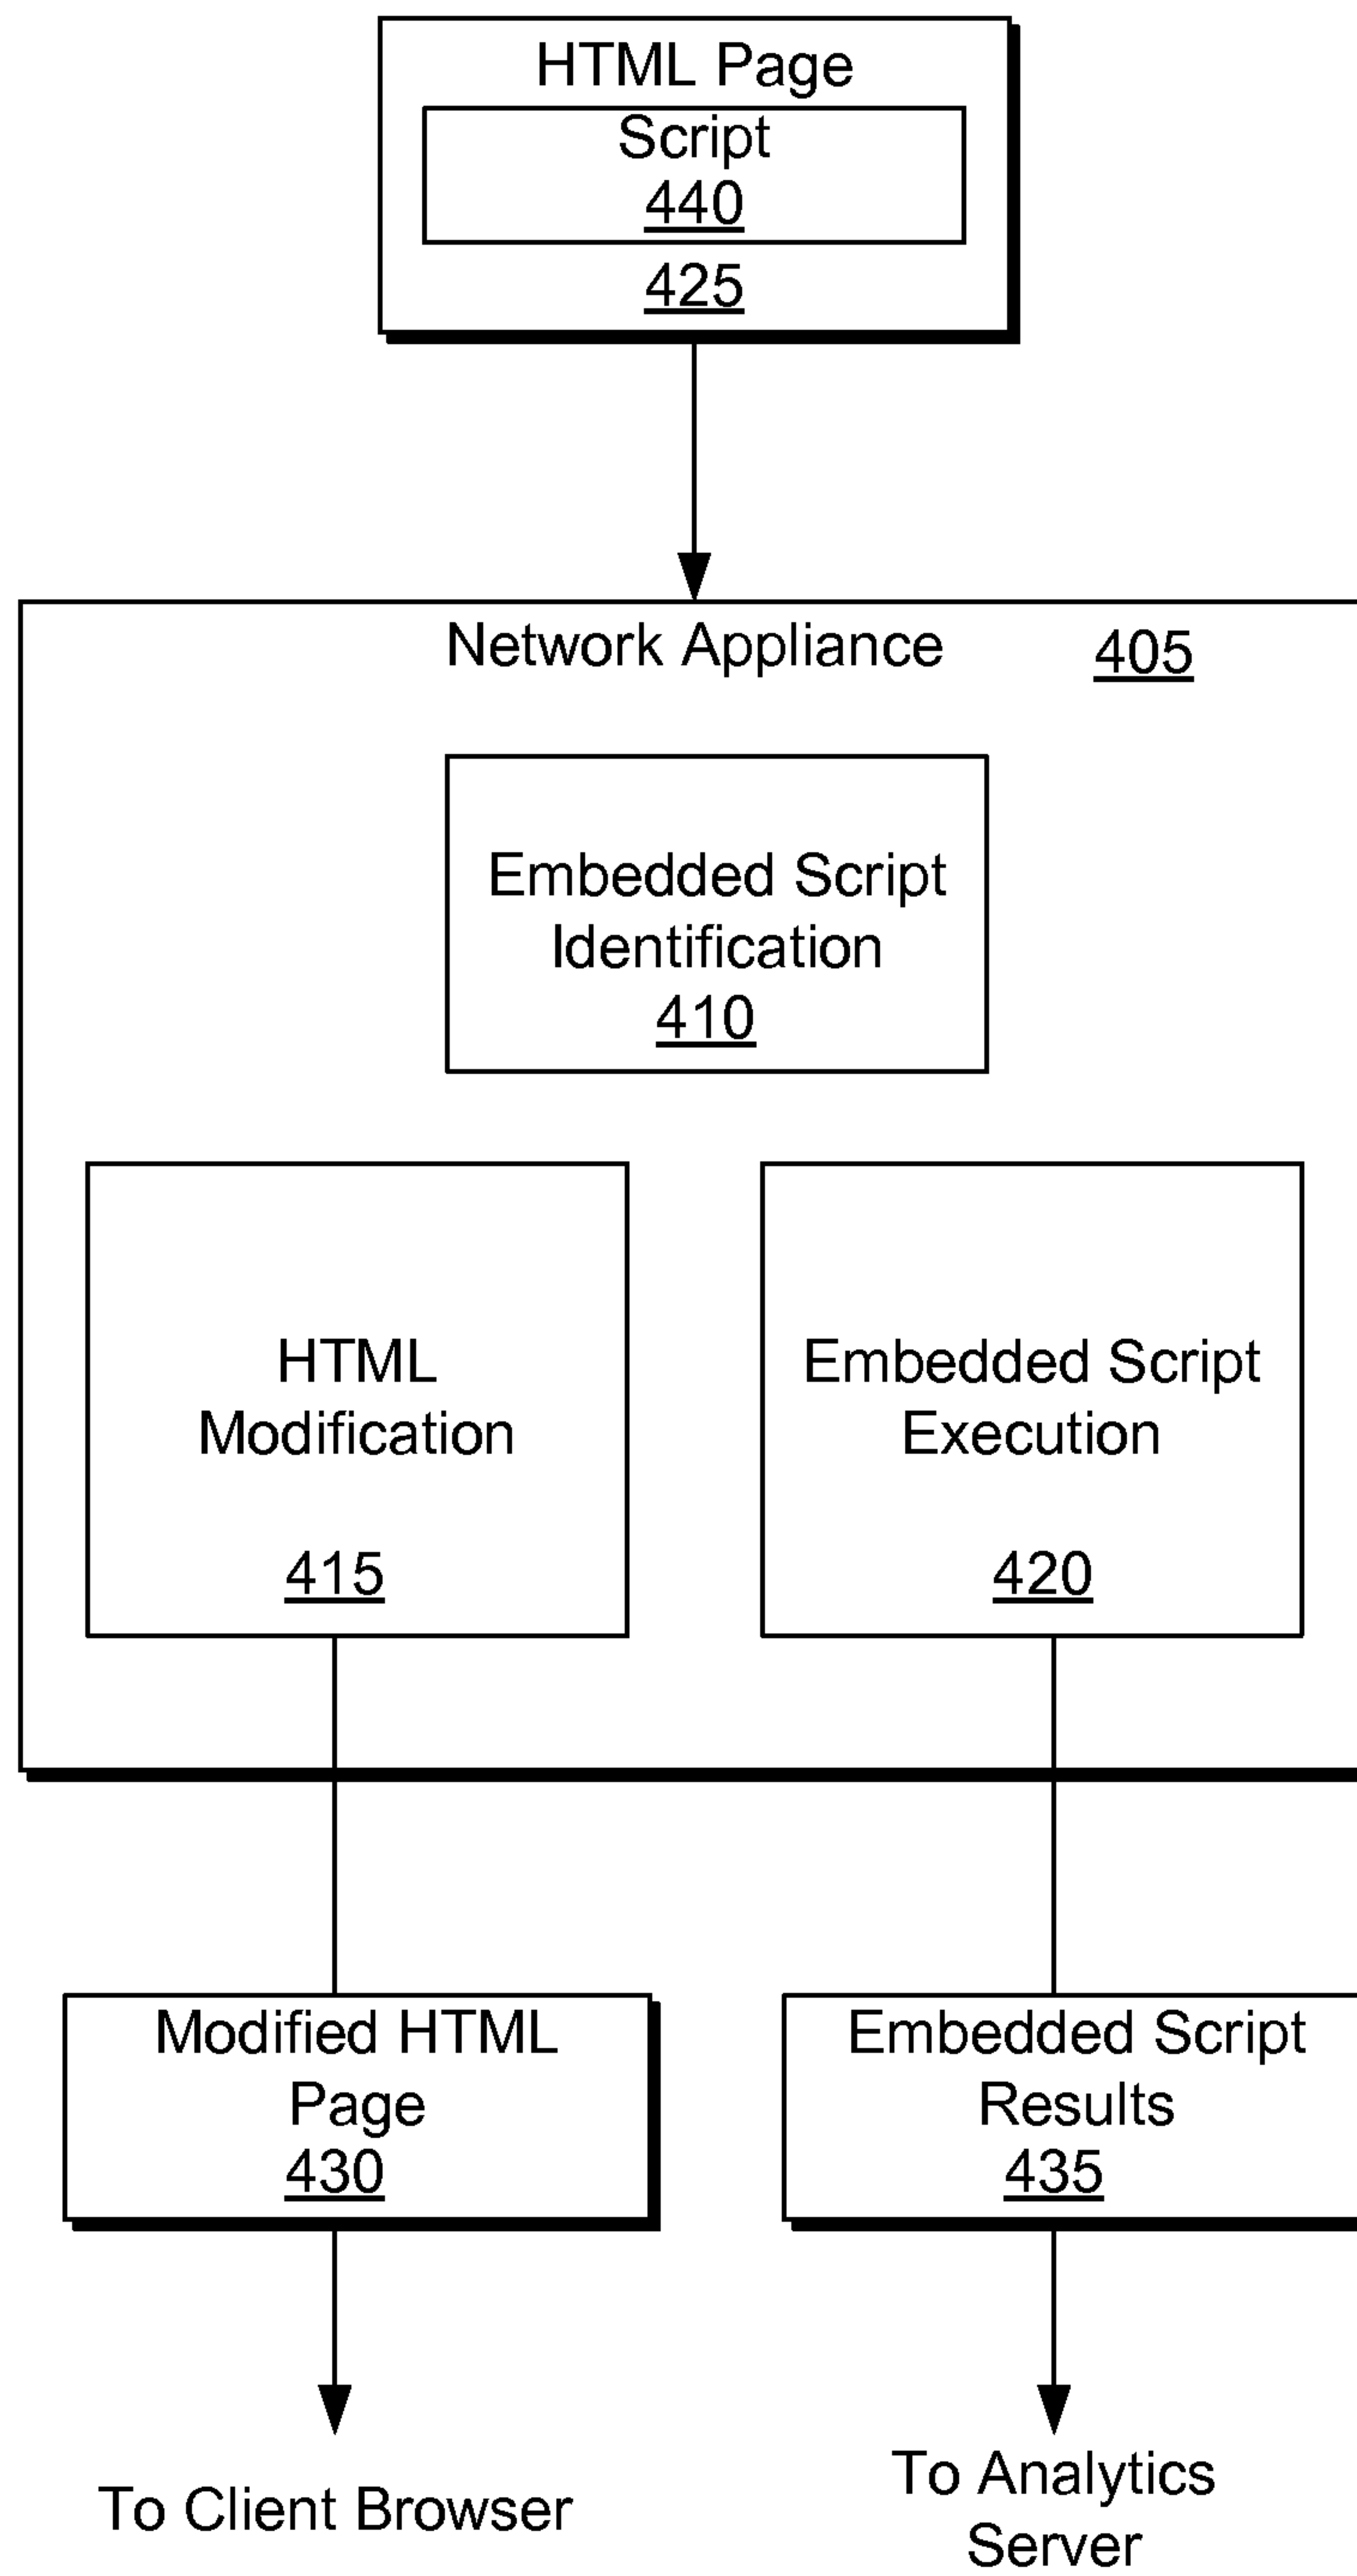 HTML Page
Script
440
425
Network Appliance
405
Embedded Script
Identification
410
HTML
Modification
415
Embedded Script
Execution
420
Modified HTML
Page
430
Embedded Script
Results
435
To Client Browser
To Analytics
Server